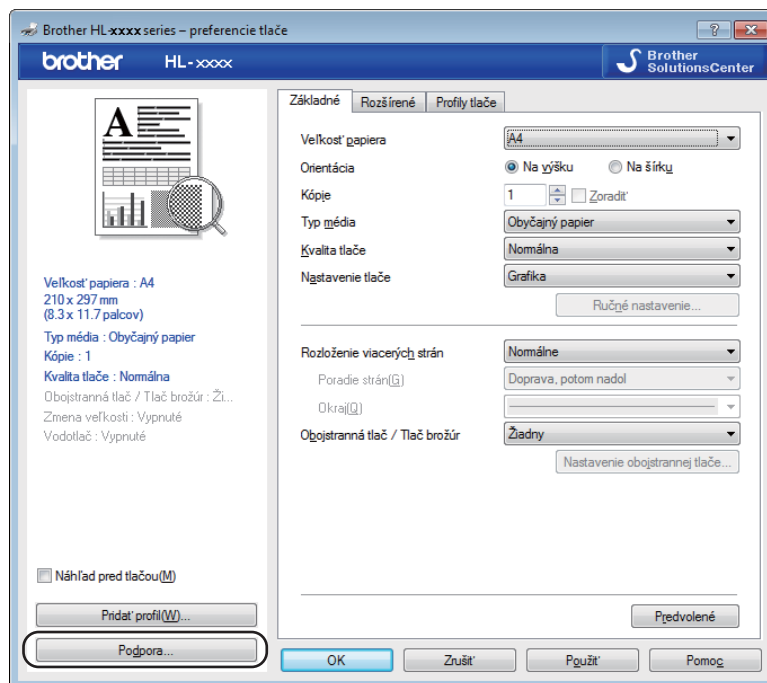 Brother HL-xxxx series – preferencie tlače
brother HL-xxxx
Brother
SolutionsCenter
A
Veľkosť papiera : A4
210 x 297 mm
(8.3 x 11.7 palcov)
Typ média : Obyčajný papier
Kópie : 1
Kvalita tlače : Normálna
Obojstranná tlač / Tlač brožúr : Ži...
Zmena veľkosti : Vypnuté
Vodotlač : Vypnuté
Náhľad pred tlačou(M)
Pridať profil(W)...
Podpora...
Základné Rozšírené Profily tlače
Veľkosť papiera A4
Orientácia Na výšku Na šírku
Kópie 1 Zoradiť
Typ média Obyčajný papier
Kvalita tlače Normálna
Nastavenie tlače Grafika
Ručné nastavenie...
Rozloženie viacerých strán Normálne
Poradie strán(G) Doprava, potom nadol
Okraj(Q)
Obojstranná tlač / Tlač brožúr Žiadny
Nastavenie obojstrannej tlače...
Predvolené
OK Zrušiť Použiť Pomoc